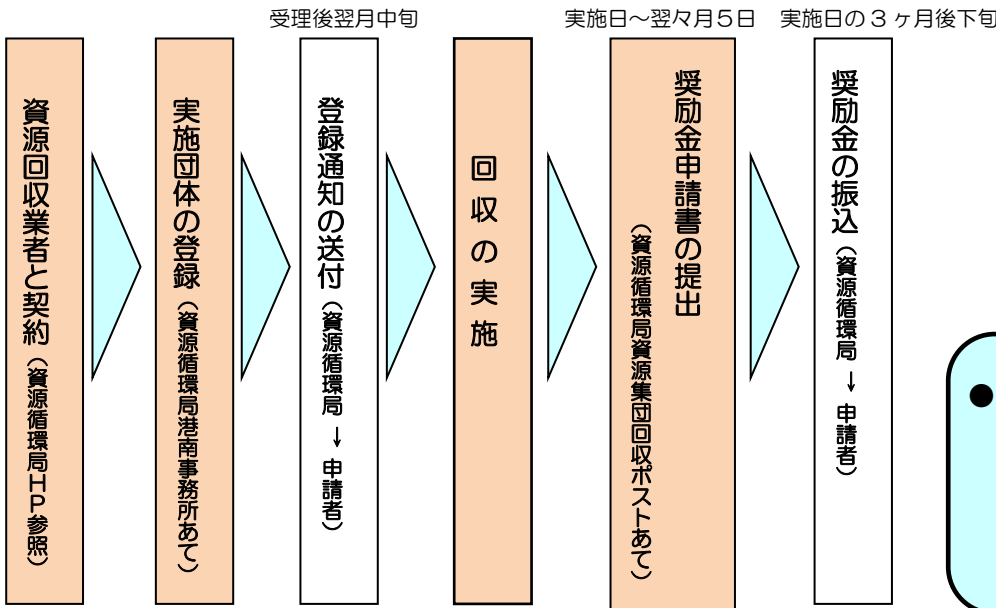 受理後翌月中旬
実施日～翌々月５日
実施日の３ヶ月後下旬
資源回収業者と契約（資源循環局ＨＰ参照）
実施団体の登録（資源循環局港南事務所あて）
登録通知の送付（資源循環局 → 申請者）
回収の実施
奨励金申請書の提出
（資源循環局資源集団回収ポストあて）
奨励金の振込（資源循環局 → 申請者）
●